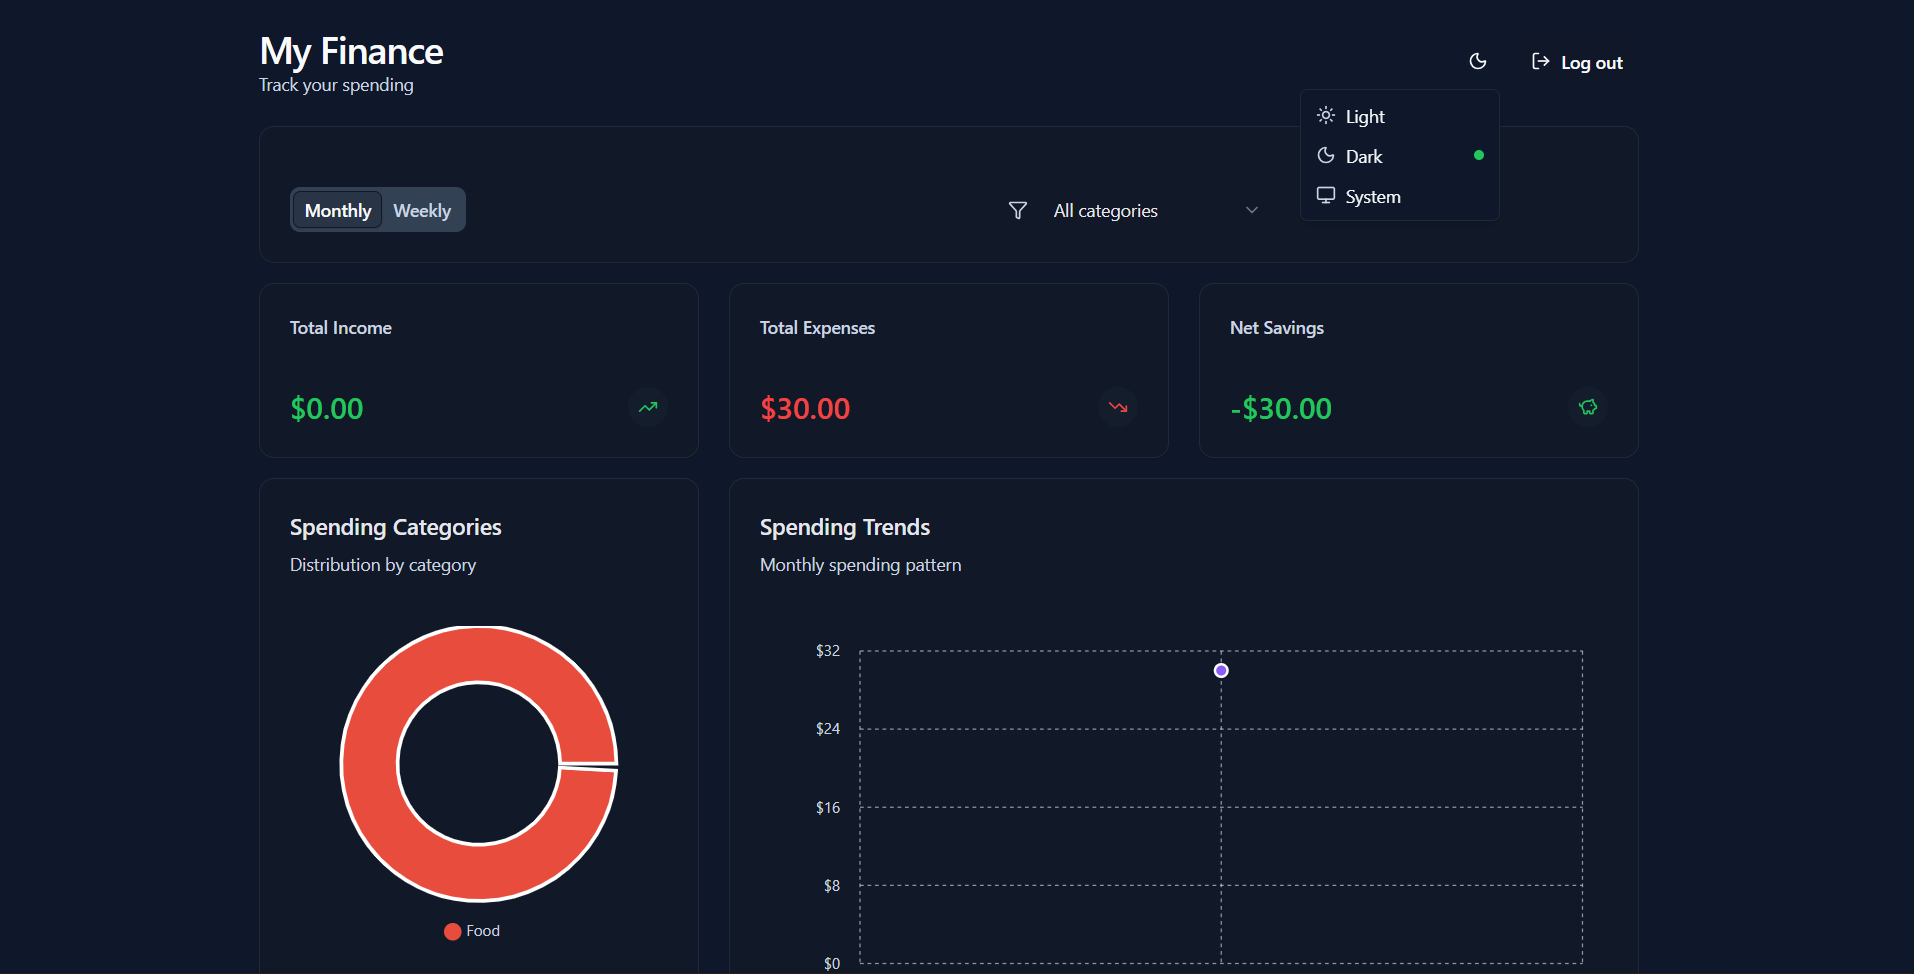 My Finance
Track your spending
Log out
Light
Dark
System
Monthly
Weekly
All categories
Total Income
$0.00
Total Expenses
$30.00
Net Savings
-$30.00
Spending Categories
Distribution by category
Food
Spending Trends
Monthly spending pattern
$32
$24
$16
$8
$0